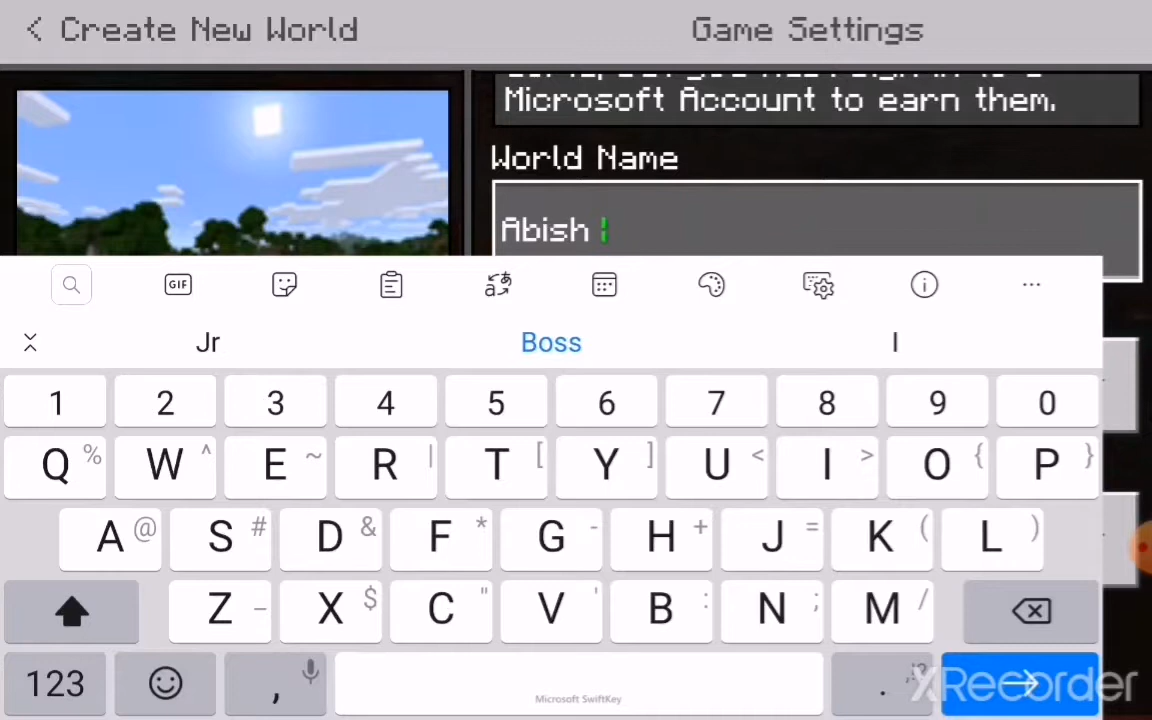 Create New World
Game Settings
Microsoft Account to earn them.
World Name
Abish
GIF
Jr Boss I
1 2 3 4 5 6 7 8 9 0
Q % W ^ E ~ R | T [ Y ] U < I > O { P }
A @ S # D & F * G - H + J = K ( L )
Z _ X $ C " V ' B : N ; M /
123 , Microsoft SwiftKey . !?
XRecorder